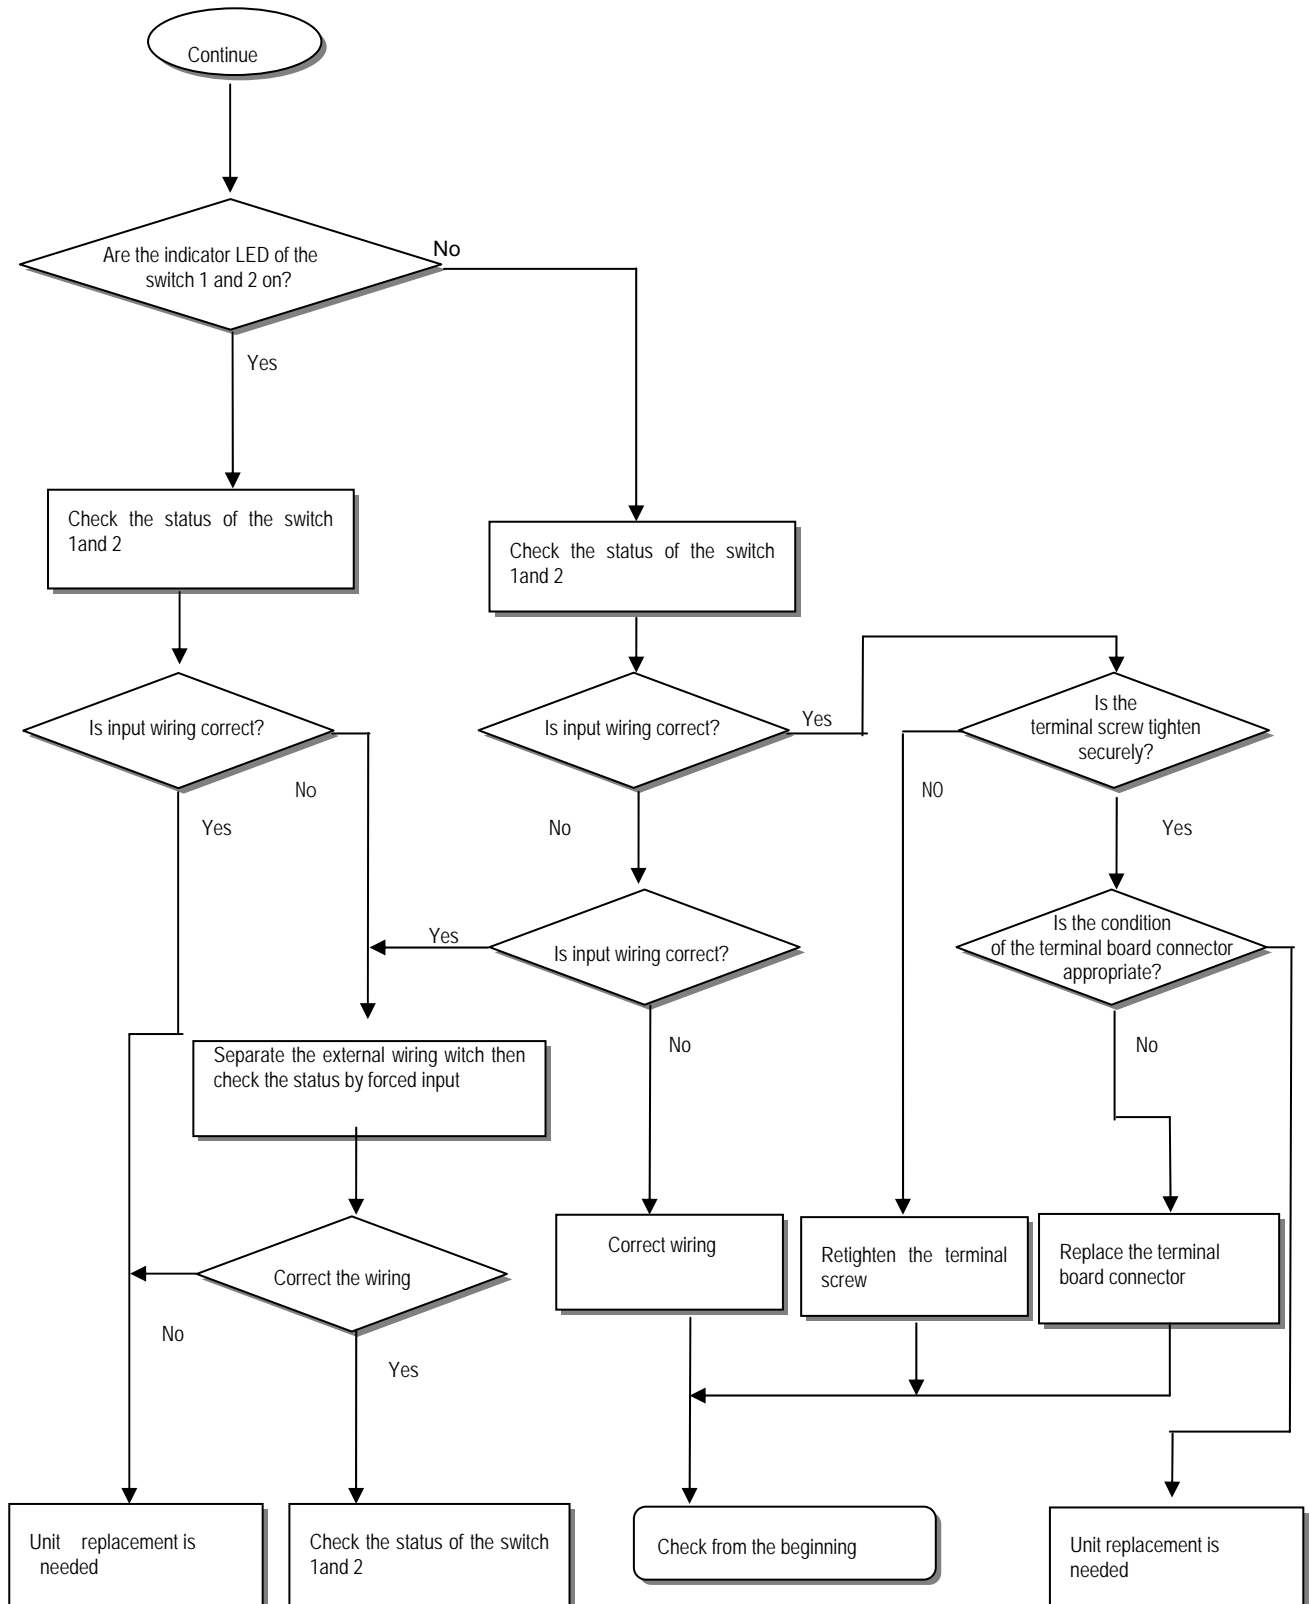 Continue
Are the indicator LED of the
switch 1 and 2 on?
No
Yes
Check the status of the switch
1and 2
Check the status of the switch
1and 2
Is input wiring correct?
No
Yes
Is input wiring correct?
Yes
No
Is the
terminal screw tighten
securely?
NO
Yes
Is input wiring correct?
Yes
No
Is the condition
of the terminal board connector
appropriate?
No
Separate the external wiring witch then
check the status by forced input
Correct the wiring
No
Yes
Correct wiring
Retighten the terminal
screw
Replace the terminal
board connector
Unit replacement is
needed
Check the status of the switch
1and 2
Check from the beginning
Unit replacement is
needed